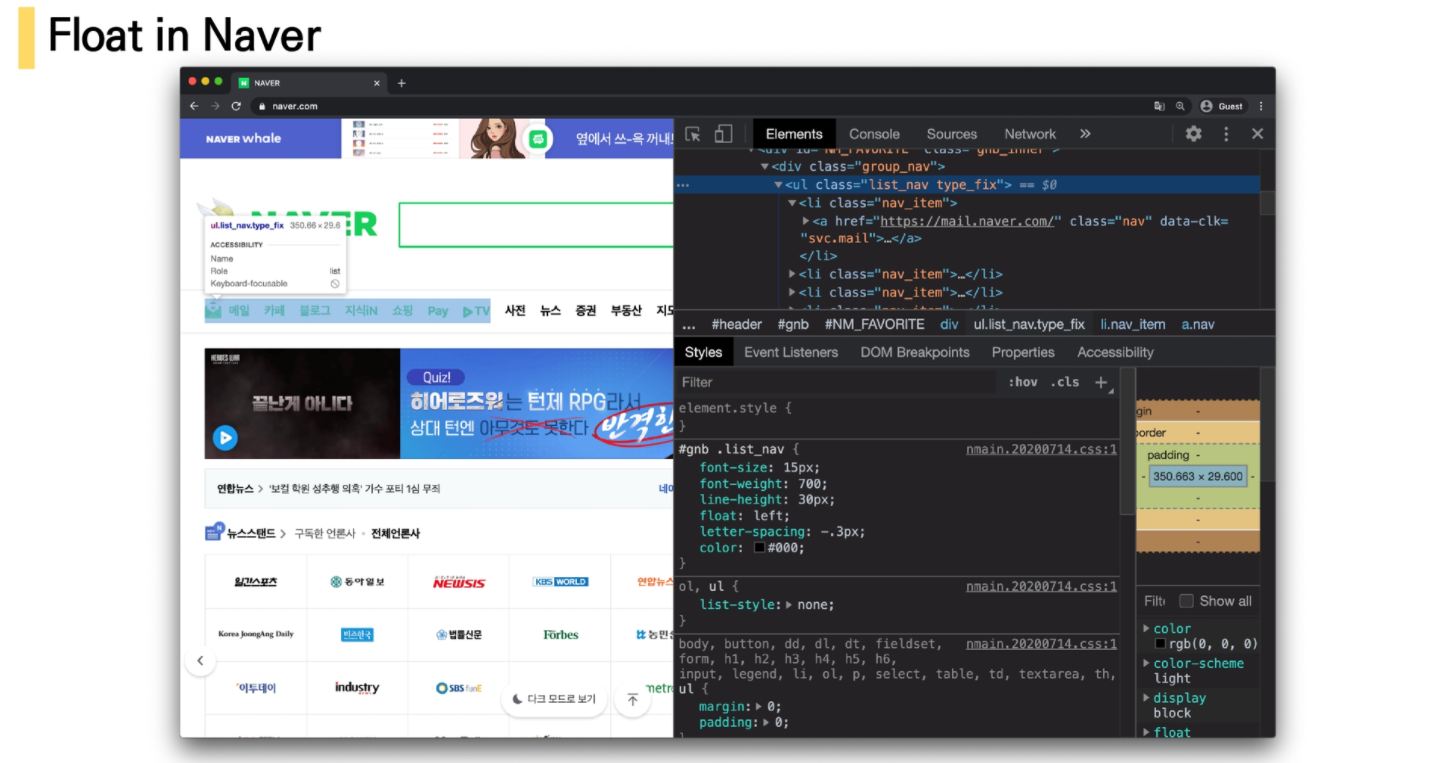 Float in Naver
NAVER
naver.com
Guest
NAVER whale
옆에서 쓰-윽 꺼내!
NAVER
ul.list_nav.type_fix 350.66 × 29.6
ACCESSIBILITY
Name
Role list
Keyboard-focusable
메일 카페 블로그 지식iN 쇼핑 Pay ▷TV 사전 뉴스 증권 부동산 지도
HEROES WAR
끝난게 아니다
Quiz!
히어로즈워는 턴제 RPG라서
상대 턴엔 아무것도 못한다 반격한
연합뉴스 > '보컬 학원 성추행 의혹' 가수 포티 1심 무죄
네이
뉴스스탠드 > 구독한 언론사 · 전체언론사
일간스포츠 동아일보 NEWSIS KBS WORLD 연합뉴스
Korea JoongAng Daily 비즈한국 법률신문 Forbes 농민
이투데이 industry SBS funE metro
다크 모드로 보기
Elements Console Sources Network »
<div id="NM_FAVORITE" class="gnb_inner">
▼<div class="group_nav">
… ▼<ul class="list_nav type_fix"> == $0
▼<li class="nav_item">
▶<a href="https://mail.naver.com/" class="nav" data-clk=
"svc.mail">…</a>
</li>
▶<li class="nav_item">…</li>
▶<li class="nav_item">…</li>
▶<li class="nav_item">…</li>
… #header #gnb #NM_FAVORITE div ul.list_nav.type_fix li.nav_item a.nav
Styles Event Listeners DOM Breakpoints Properties Accessibility
Filter :hov .cls +
element.style {
}
#gnb .list_nav { nmain.20200714.css:1
font-size: 15px;
font-weight: 700;
line-height: 30px;
float: left;
letter-spacing: -.3px;
color: #000;
}
ol, ul { nmain.20200714.css:1
list-style:▶ none;
}
body, button, dd, dl, dt, fieldset, nmain.20200714.css:1
form, h1, h2, h3, h4, h5, h6,
input, legend, li, ol, p, select, table, td, textarea, th,
ul {
margin:▶ 0;
padding:▶ 0;
}
gin -
border -
padding -
- 350.663 × 29.600 -
-
-
-
Filt Show all
▶ color
rgb(0, 0, 0)
▶ color-scheme
light
▶ display
block
▶ float